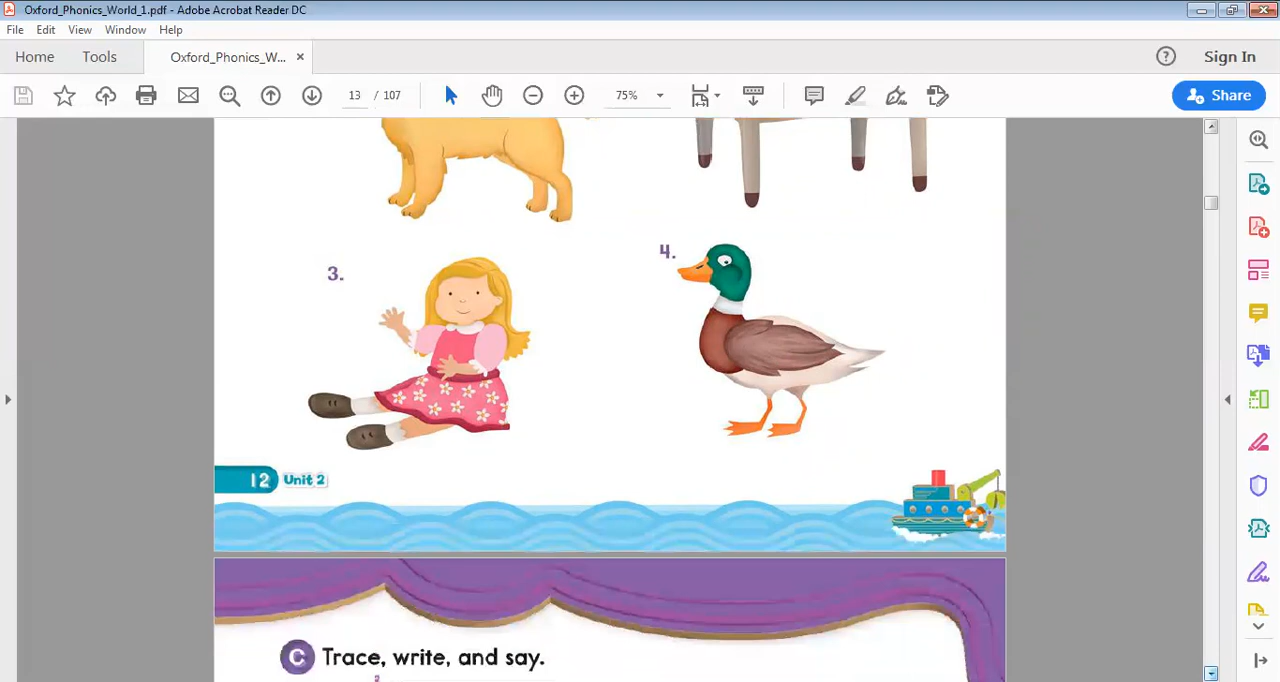 Oxford_Phonics_World_1.pdf - Adobe Acrobat Reader DC
File Edit View Window Help
Home Tools Oxford_Phonics_W... × Sign In
13 / 107 75% Share
3.
4.
12 Unit 2
C Trace, write, and say.